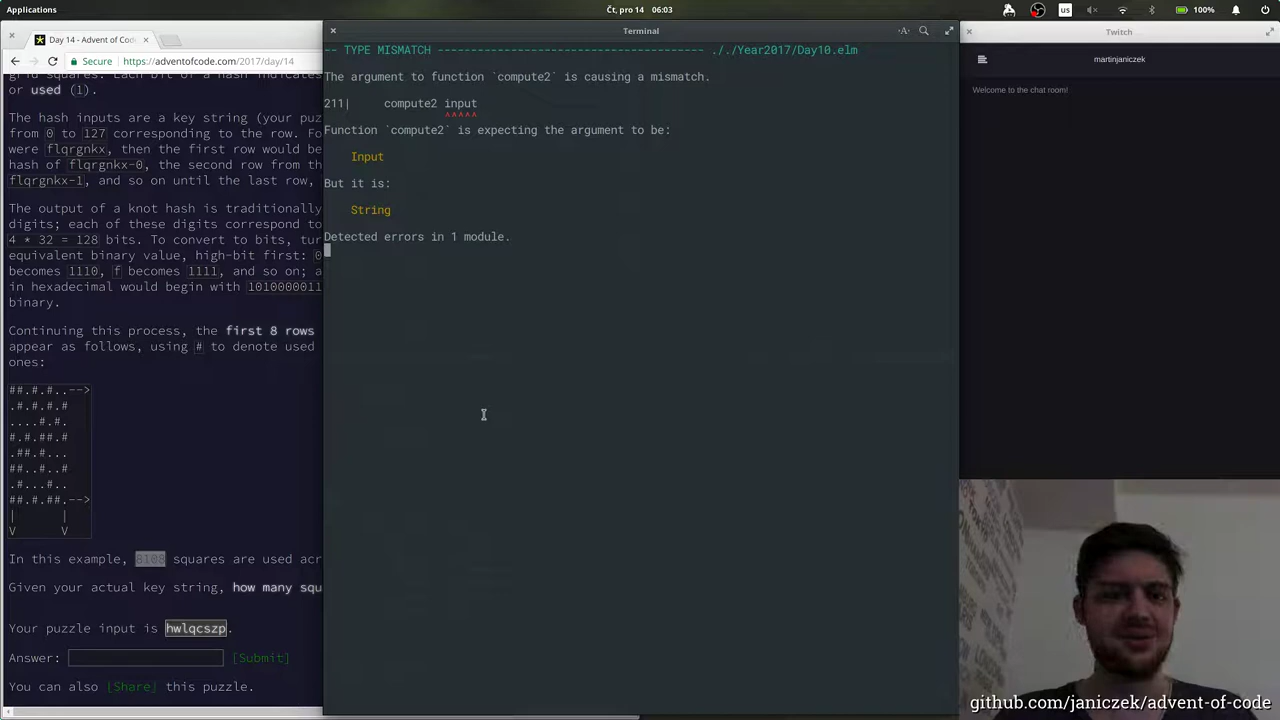 Applications
Čt, pro 14 06:03
us
100%
Day 14 - Advent of Cod
Terminal
Twitch
Secure https://adventofcode.com/2017/day/14
or used (1).
The hash inputs are a key string (your puz
from 0 to 127 corresponding to the row. Fo
were flqrgnkx, then the first row would be
hash of flqrgnkx-0, the second row from th
flqrgnkx-1, and so on until the last row,
The output of a knot hash is traditionally
digits; each of these digits correspond to
4 * 32 = 128 bits. To convert to bits, tur
equivalent binary value, high-bit first: 0
becomes 1110, f becomes 1111, and so on; a
in hexadecimal would begin with 1010000011
binary.
Continuing this process, the first 8 rows
appear as follows, using # to denote used
ones:
##.#.#..-->
.#.#.#.#
....#.#.
#.#.##.#
.##.#...
##..#..#
.#...#..
##.#.##.-->
| |
V V
In this example, 8108 squares are used acr
Given your actual key string, how many squ
Your puzzle input is hwlqcszp.
Answer: [Submit]
You can also [Share] this puzzle.
-- TYPE MISMATCH ---------------------------------------- ././Year2017/Day10.elm
The argument to function `compute2` is causing a mismatch.
211| compute2 input
^^^^^
Function `compute2` is expecting the argument to be:
Input
But it is:
String
Detected errors in 1 module.
martinjaniczek
Welcome to the chat room!
github.com/janiczek/advent-of-code